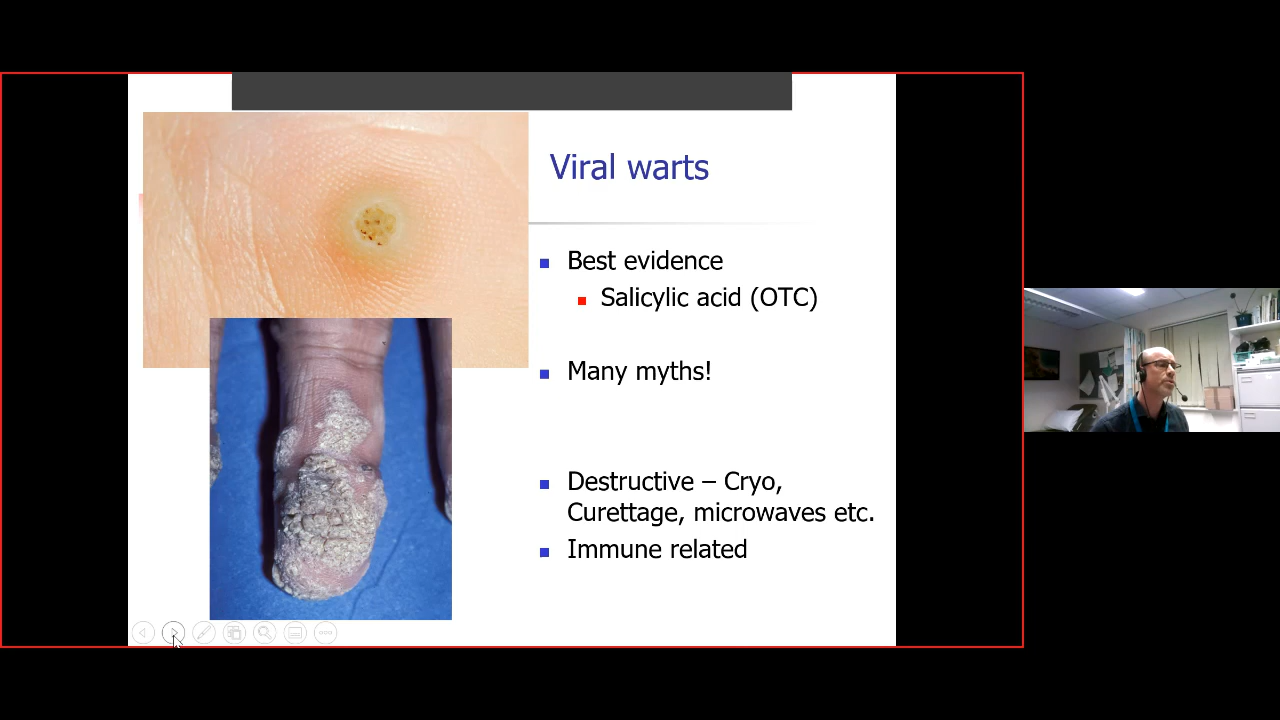 Viral warts
Best evidence
Salicylic acid (OTC)
Many myths!
Destructive – Cryo,
Curettage, microwaves etc.
Immune related